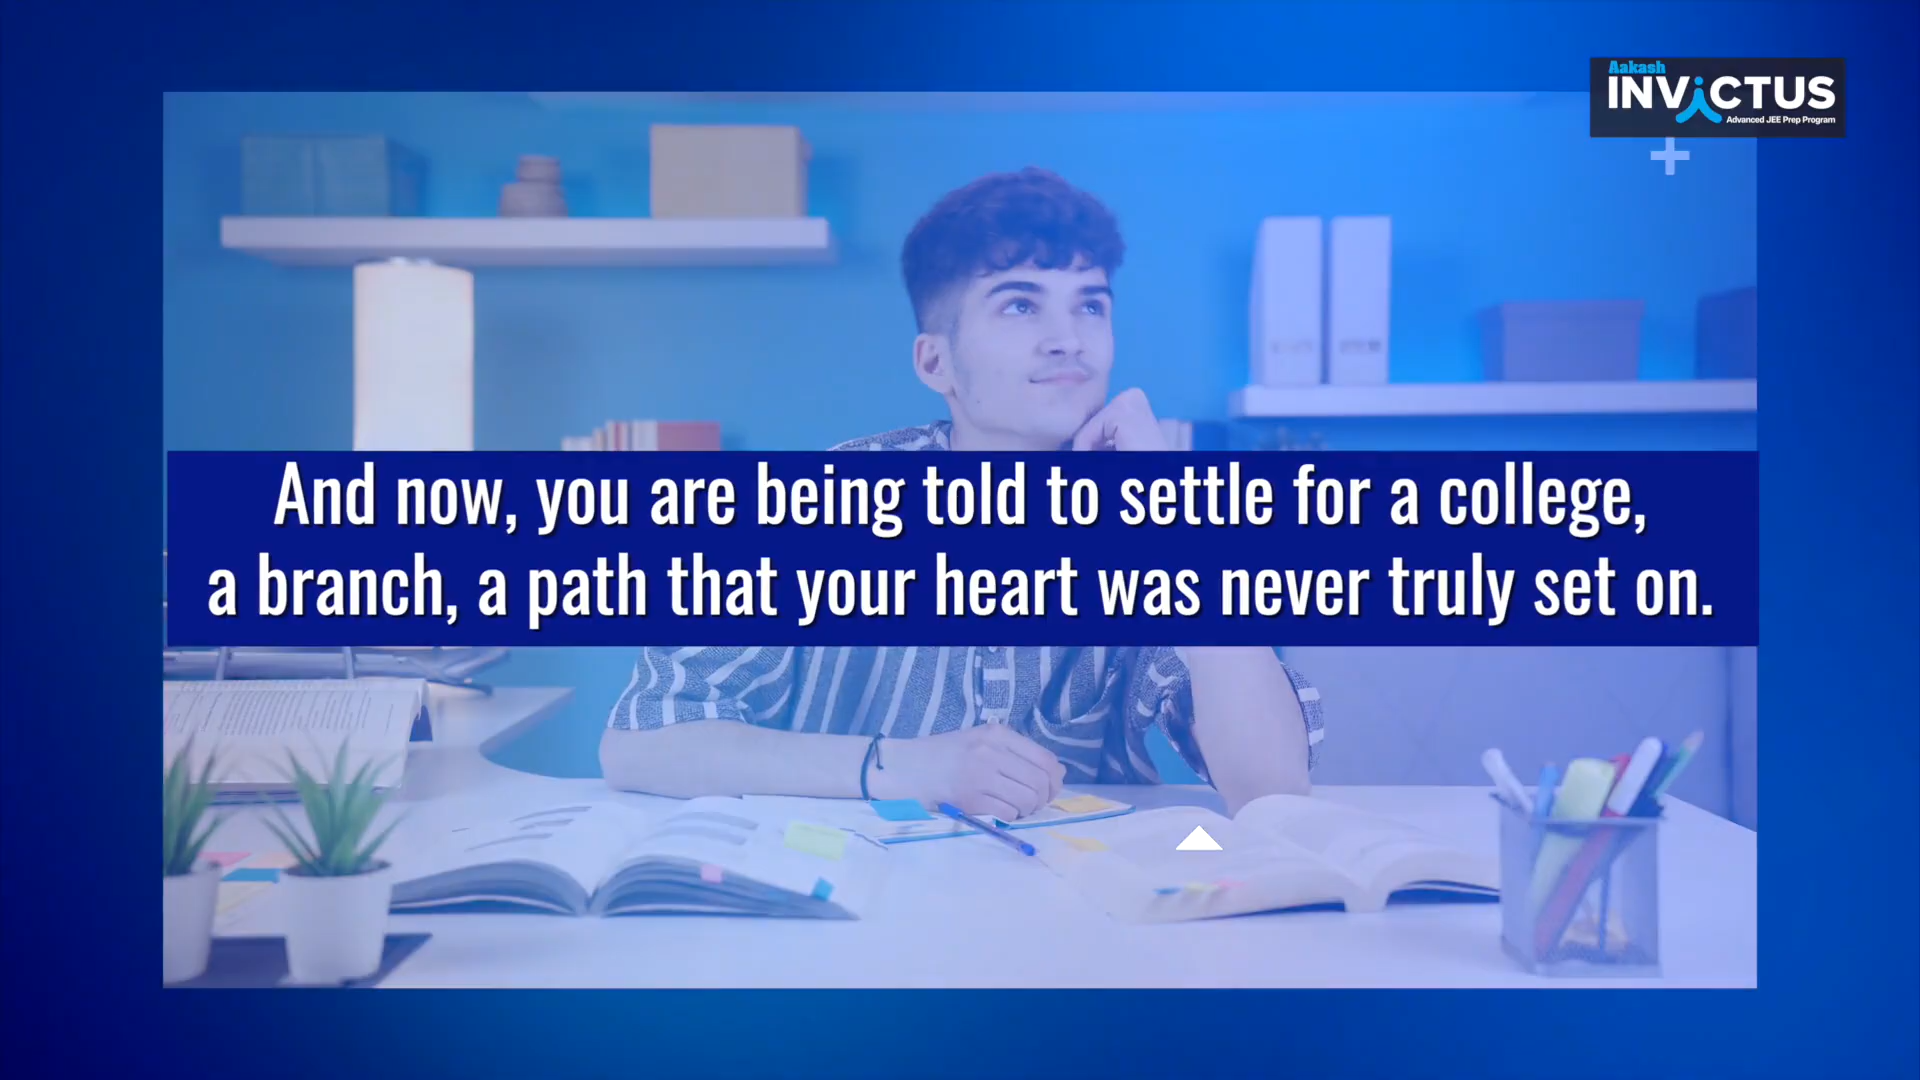 Aakash
INVICTUS
Advanced JEE Prep Program
And now, you are being told to settle for a college,
a branch, a path that your heart was never truly set on.